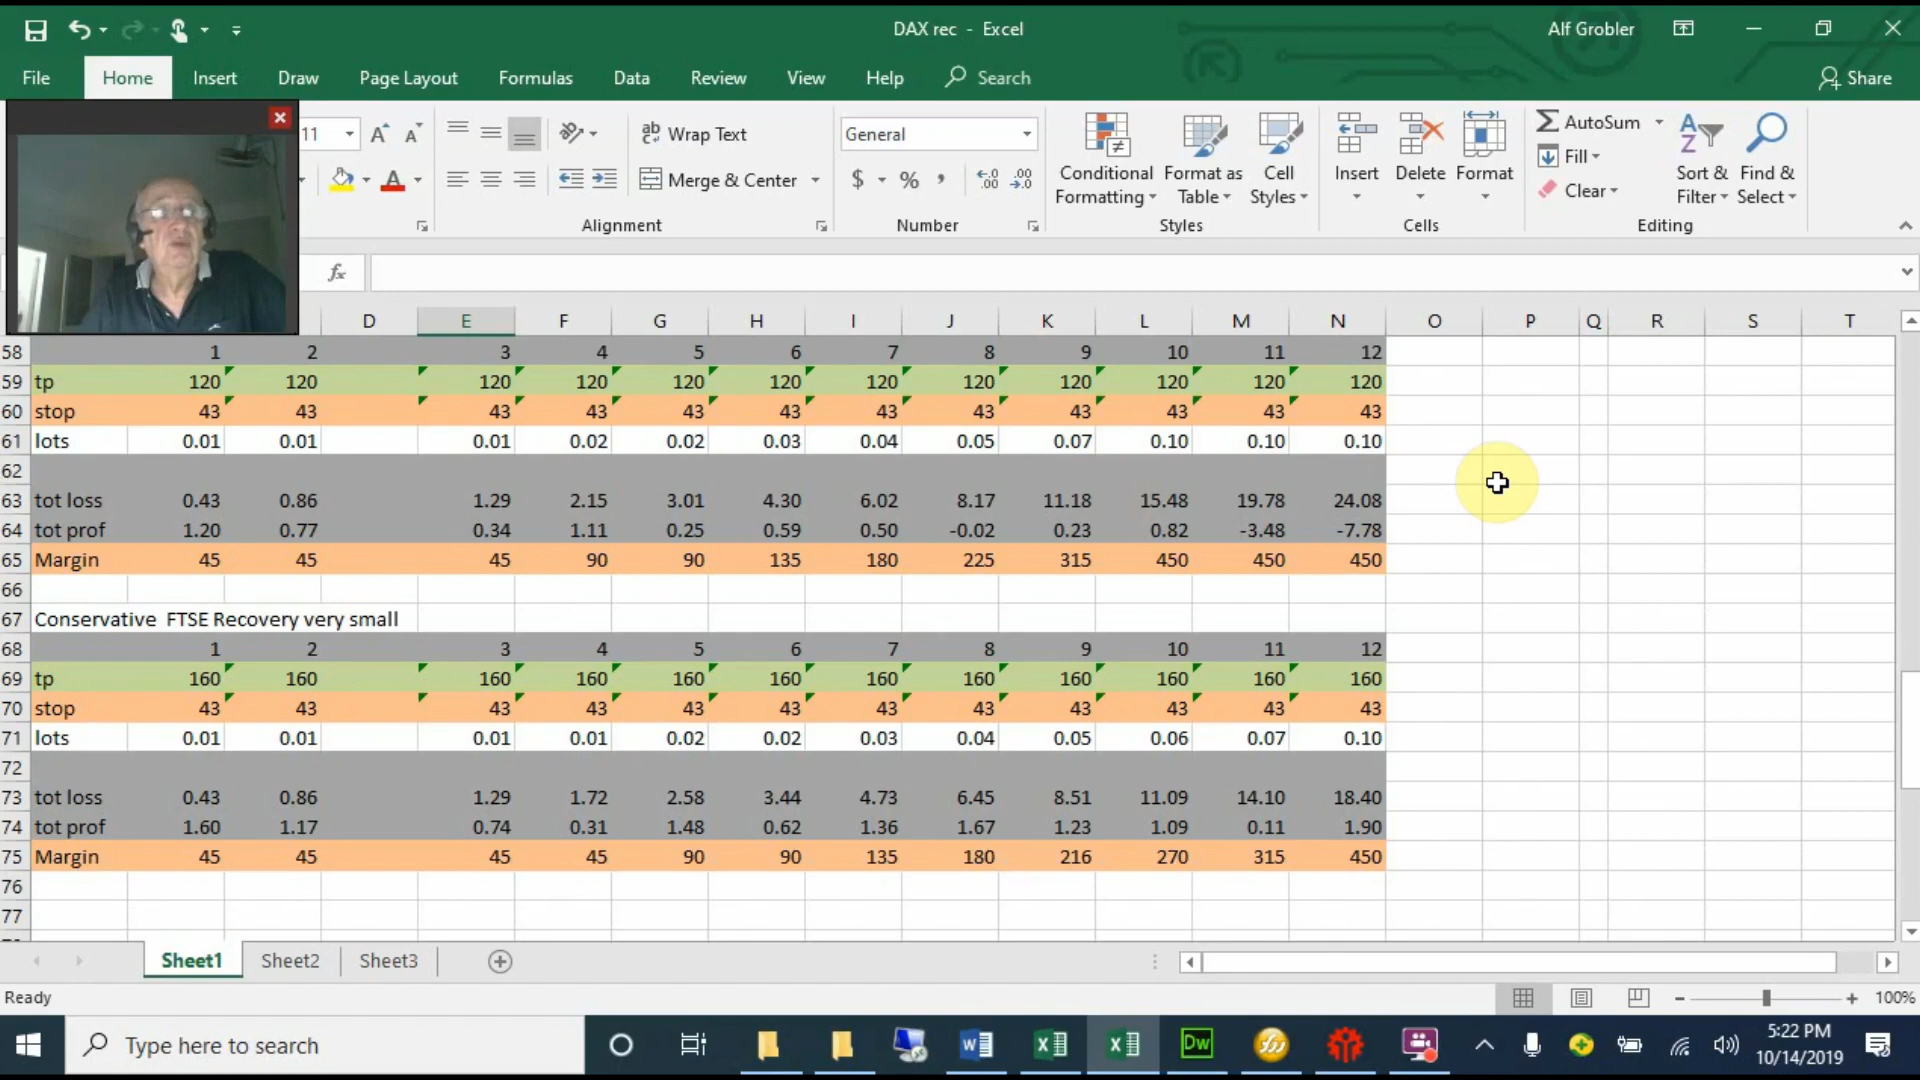 DAX rec - Excel
Alf Grobler
File Home Insert Draw Page Layout Formulas Data Review View Help Search Share
11 A A
ab Wrap Text
General
Merge & Center
$ % ,
Conditional Formatting
Format as Table
Cell Styles
Insert
Delete
Format
AutoSum
Fill
Clear
Sort & Filter
Find & Select
Alignment Number Styles Cells Editing
fx
D E F G H I J K L M N O P Q R S T
58 1 2 3 4 5 6 7 8 9 10 11 12
59 tp 120 120 120 120 120 120 120 120 120 120 120 120
60 stop 43 43 43 43 43 43 43 43 43 43 43 43
61 lots 0.01 0.01 0.01 0.02 0.02 0.03 0.04 0.05 0.07 0.10 0.10 0.10
62
63 tot loss 0.43 0.86 1.29 2.15 3.01 4.30 6.02 8.17 11.18 15.48 19.78 24.08
64 tot prof 1.20 0.77 0.34 1.11 0.25 0.59 0.50 -0.02 0.23 0.82 -3.48 -7.78
65 Margin 45 45 45 90 90 135 180 225 315 450 450 450
66
67 Conservative FTSE Recovery very small
68 1 2 3 4 5 6 7 8 9 10 11 12
69 tp 160 160 160 160 160 160 160 160 160 160 160 160
70 stop 43 43 43 43 43 43 43 43 43 43 43 43
71 lots 0.01 0.01 0.01 0.01 0.02 0.02 0.03 0.04 0.05 0.06 0.07 0.10
72
73 tot loss 0.43 0.86 1.29 1.72 2.58 3.44 4.73 6.45 8.51 11.09 14.10 18.40
74 tot prof 1.60 1.17 0.74 0.31 1.48 0.62 1.36 1.67 1.23 1.09 0.11 1.90
75 Margin 45 45 45 45 90 90 135 180 216 270 315 450
76
77
Sheet1 Sheet2 Sheet3
Ready
100%
Type here to search
Dw
5:22 PM
10/14/2019